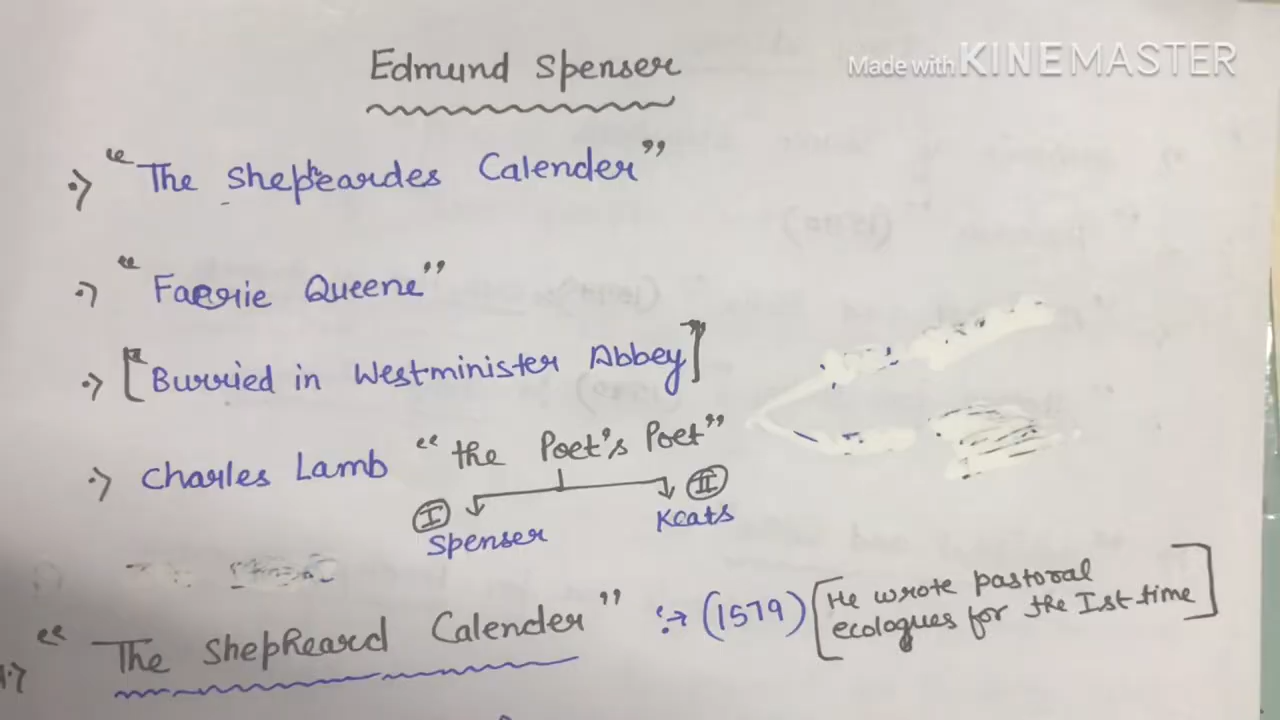 Edmund Spenser
Made with KINEMASTER
"The Shepheardes Calender"
"Faerie Queene"
[Burried in Westminister Abbey]
Charles Lamb "the Poet's Poet"
I II
Spenser Keats
"The ShepHeard Calender" (1579) [He wrote pastoral
ecologues for the Ist time]